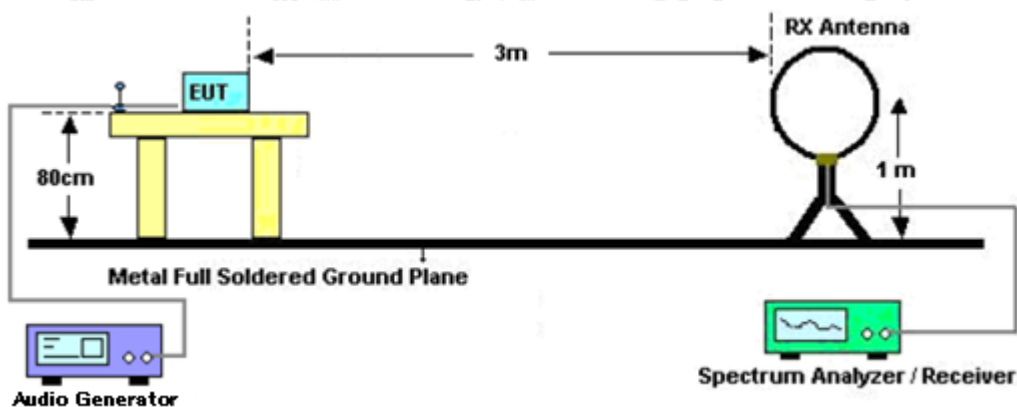 RX Antenna
3m
EUT
80cm
1 m
Metal Full Soldered Ground Plane
Spectrum Analyzer / Receiver
Audio Generator